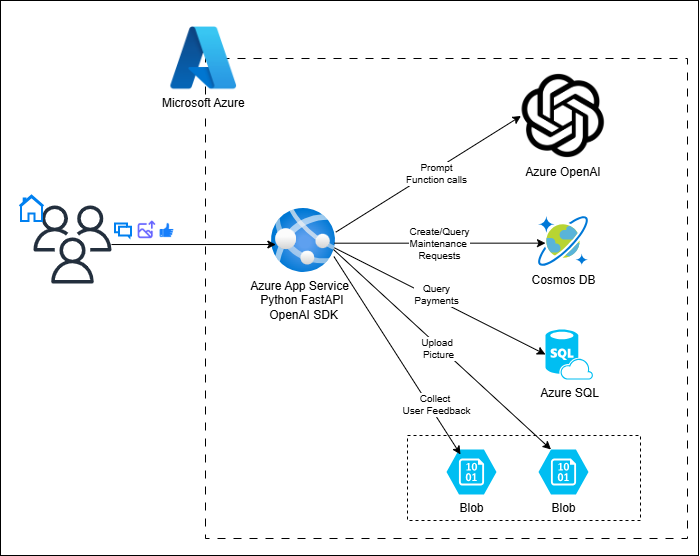 Microsoft Azure
Azure OpenAI
Prompt
Function calls
Create/Query
Maintenance
Requests
Cosmos DB
Azure App Service
Python FastAPI
OpenAI SDK
Query
Payments
SQL
Azure SQL
Upload
Picture
Collect
User Feedback
10
01
Blob
10
01
Blob